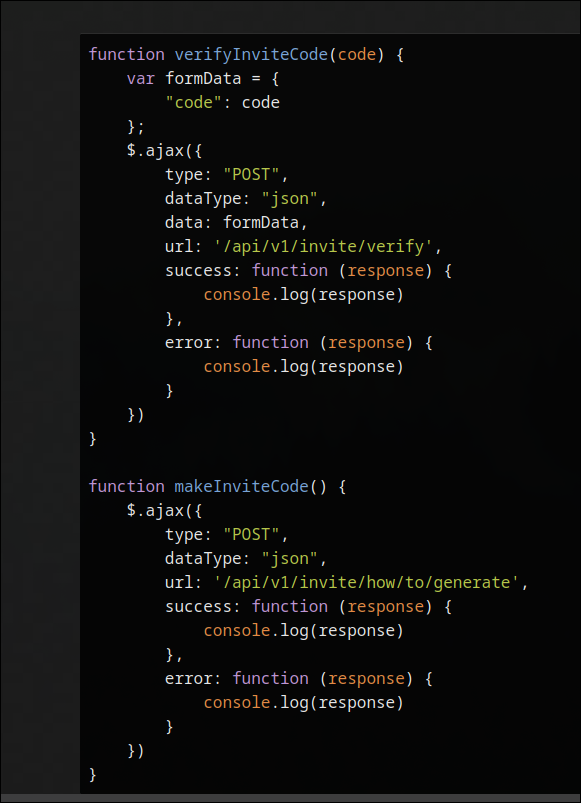 function verifyInviteCode(code) {
    var formData = {
        "code": code
    };
    $.ajax({
        type: "POST",
        dataType: "json",
        data: formData,
        url: '/api/v1/invite/verify',
        success: function (response) {
            console.log(response)
        },
        error: function (response) {
            console.log(response)
        }
    })
}

function makeInviteCode() {
    $.ajax({
        type: "POST",
        dataType: "json",
        url: '/api/v1/invite/how/to/generate',
        success: function (response) {
            console.log(response)
        },
        error: function (response) {
            console.log(response)
        }
    })
}